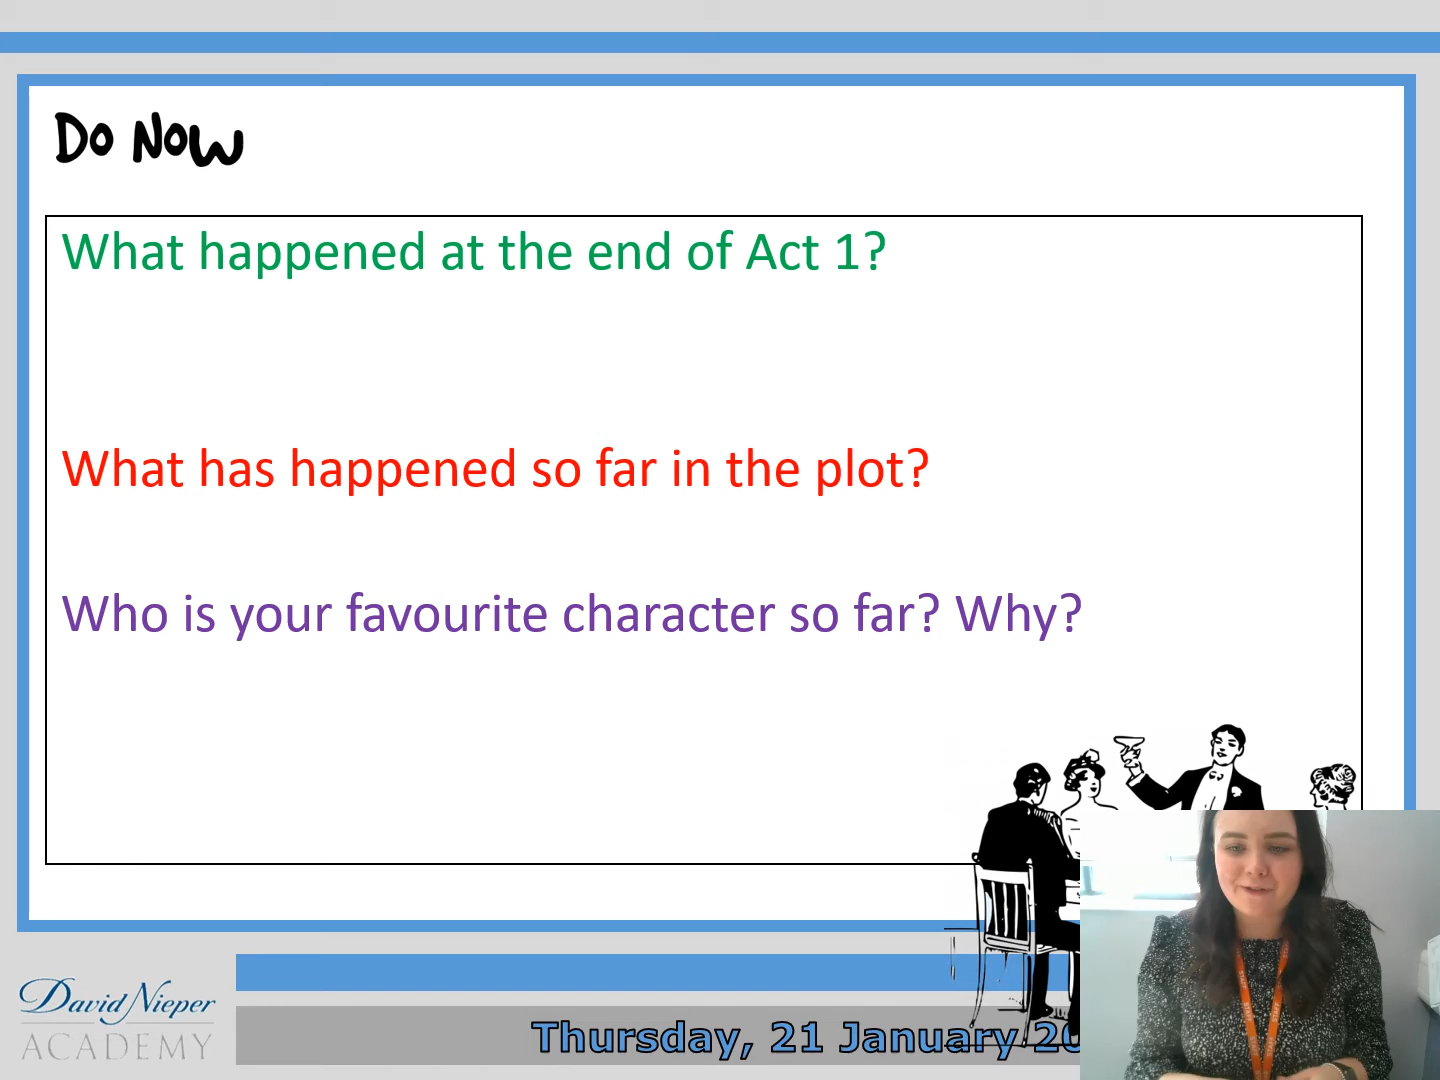 Do Now
What happened at the end of Act 1?
What has happened so far in the plot?
Who is your favourite character so far? Why?
David Nieper
ACADEMY
Thursday, 21 January